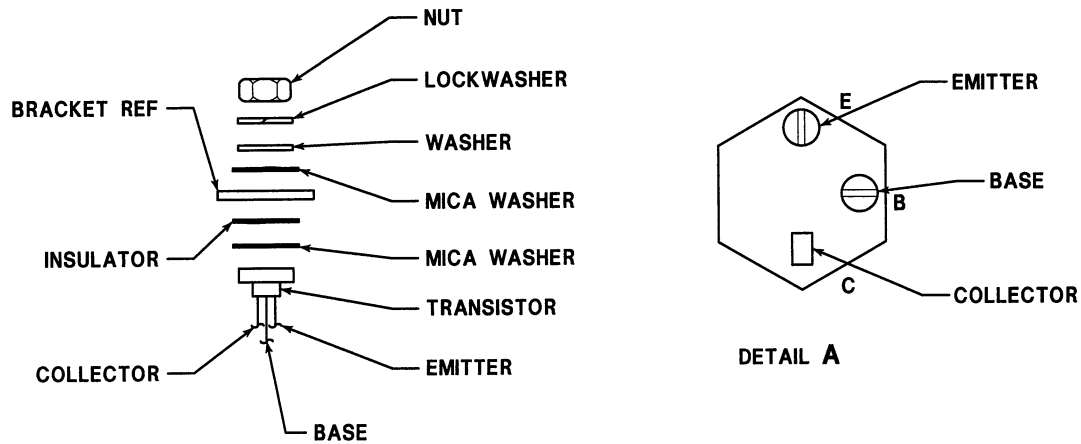 NUT
LOCKWASHER
BRACKET REF
WASHER
MICA WASHER
INSULATOR
MICA WASHER
TRANSISTOR
COLLECTOR
EMITTER
BASE
E
EMITTER
BASE
B
C
COLLECTOR
DETAIL A